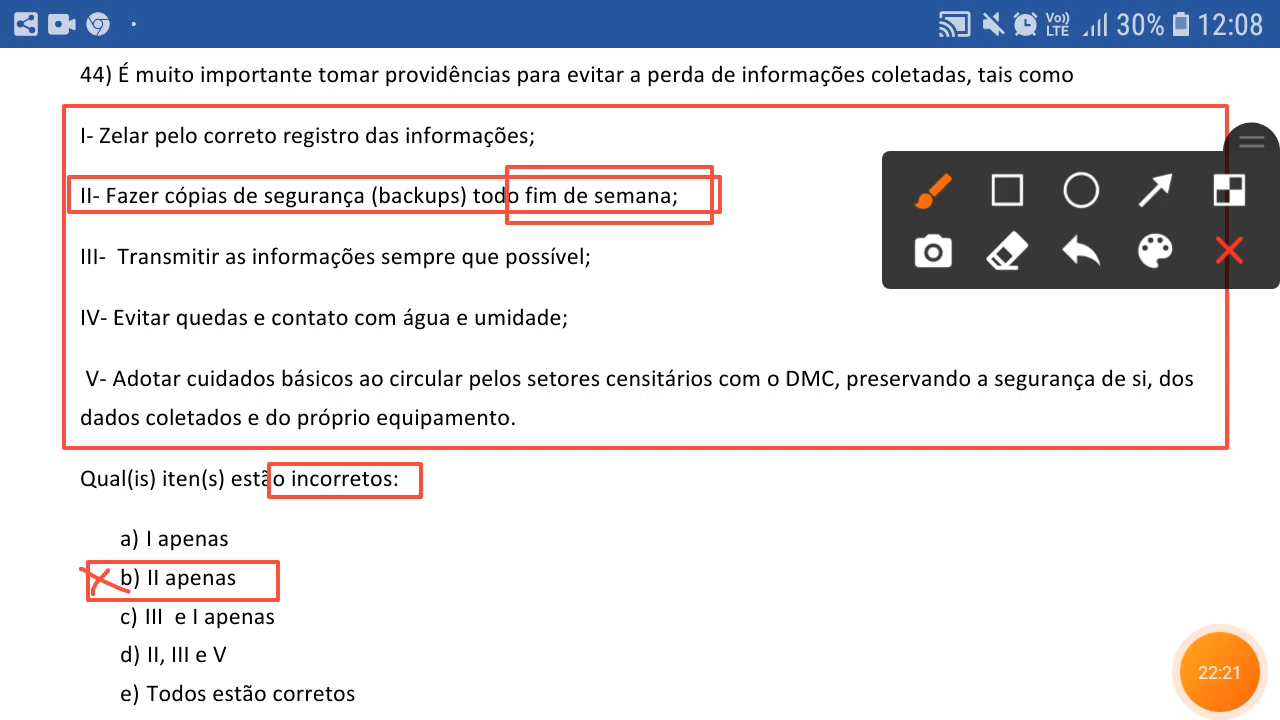 Vo)) LTE 30% 12:08
44) É muito importante tomar providências para evitar a perda de informações coletadas, tais como
I- Zelar pelo correto registro das informações;
II- Fazer cópias de segurança (backups) todo fim de semana;
III- Transmitir as informações sempre que possível;
IV- Evitar quedas e contato com água e umidade;
V- Adotar cuidados básicos ao circular pelos setores censitários com o DMC, preservando a segurança de si, dos
dados coletados e do próprio equipamento.
Qual(is) iten(s) estão incorretos:
a) I apenas
b) II apenas
c) III e I apenas
d) II, III e V
e) Todos estão corretos
22:21